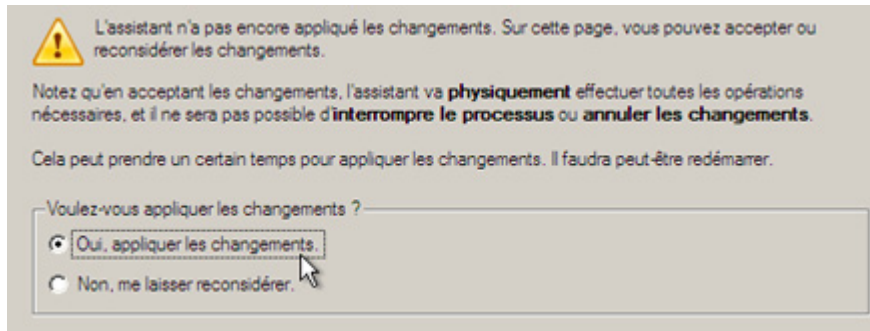 L'assistant n'a pas encore appliqué les changements. Sur cette page, vous pouvez accepter ou
reconsidérer les changements.
Notez qu'en acceptant les changements, l'assistant va physiquement effectuer toutes les opérations
nécessaires, et il ne sera pas possible d'interrompre le processus ou annuler les changements.
Cela peut prendre un certain temps pour appliquer les changements. Il faudra peut-être redémarrer.
Voulez-vous appliquer les changements ?
Oui, appliquer les changements.
Non, me laisser reconsidérer.